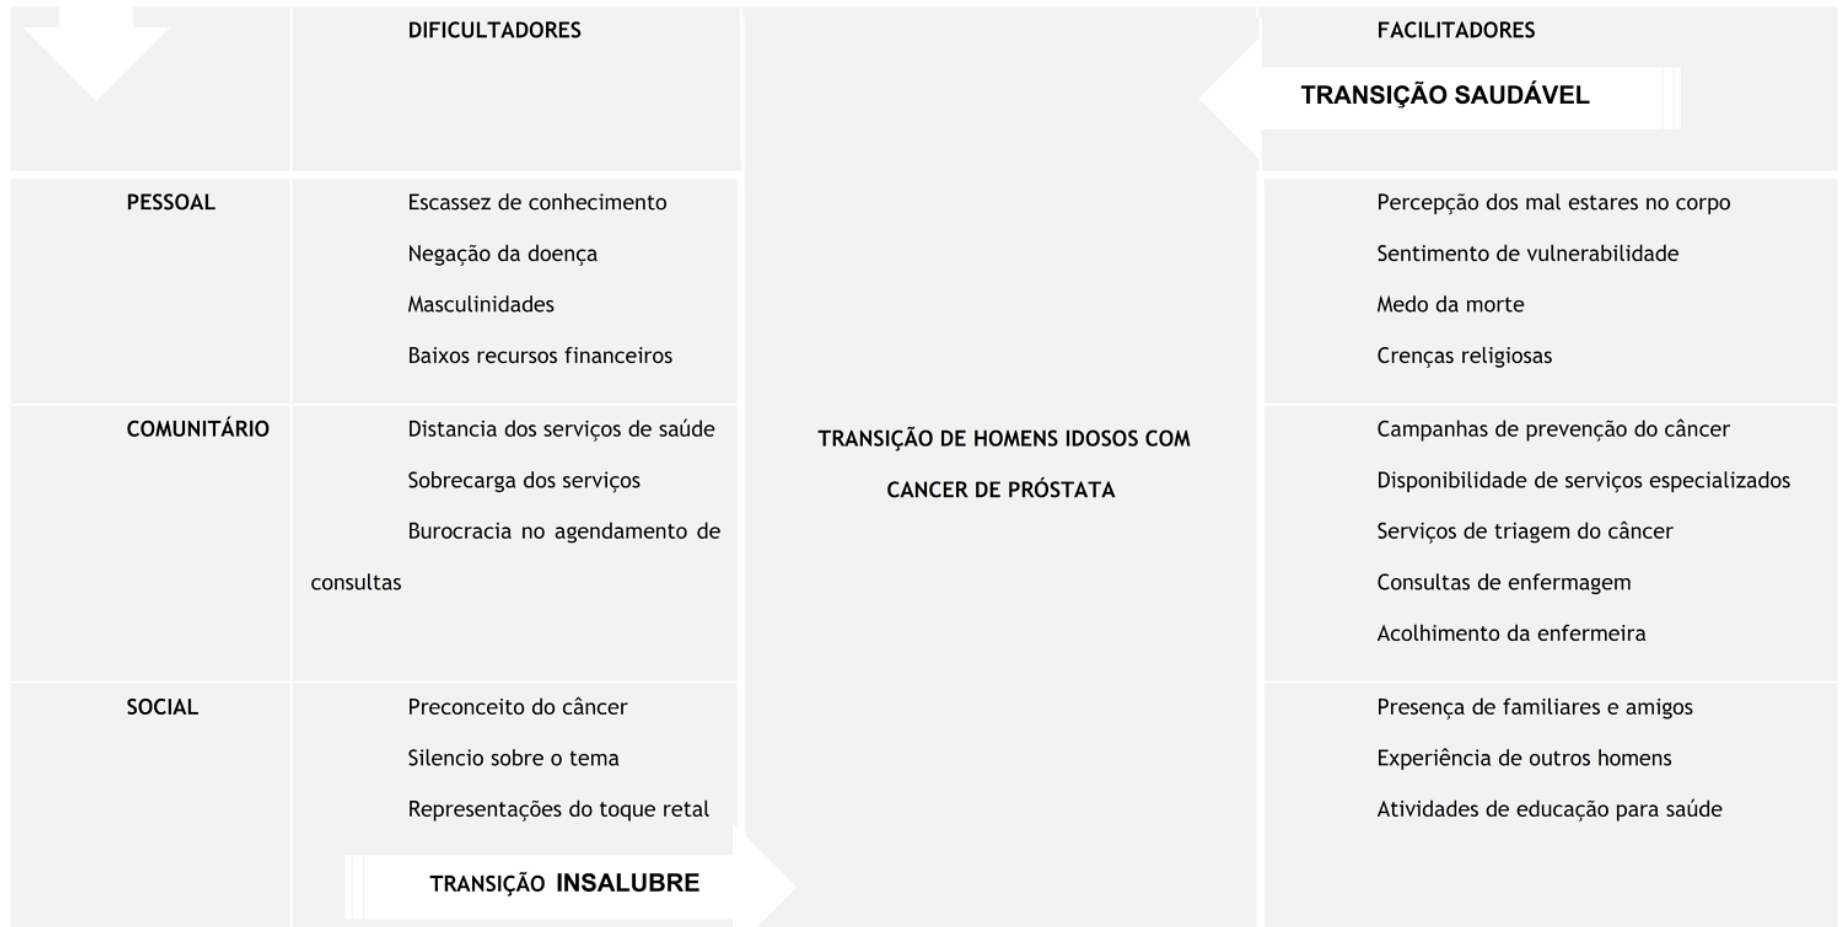 DIFICULTADORES
FACILITADORES
TRANSIÇÃO SAUDÁVEL
PESSOAL
Escassez de conhecimento
Negação da doença
Masculinidades
Baixos recursos financeiros
Percepção dos mal estares no corpo
Sentimento de vulnerabilidade
Medo da morte
Crenças religiosas
COMUNITÁRIO
Distancia dos serviços de saúde
Sobrecarga dos serviços
Burocracia no agendamento de
consultas
TRANSIÇÃO DE HOMENS IDOSOS COM
CANCER DE PRÓSTATA
Campanhas de prevenção do câncer
Disponibilidade de serviços especializados
Serviços de triagem do câncer
Consultas de enfermagem
Acolhimento da enfermeira
SOCIAL
Preconceito do câncer
Silencio sobre o tema
Representações do toque retal
TRANSIÇÃO INSALUBRE
Presença de familiares e amigos
Experiência de outros homens
Atividades de educação para saúde